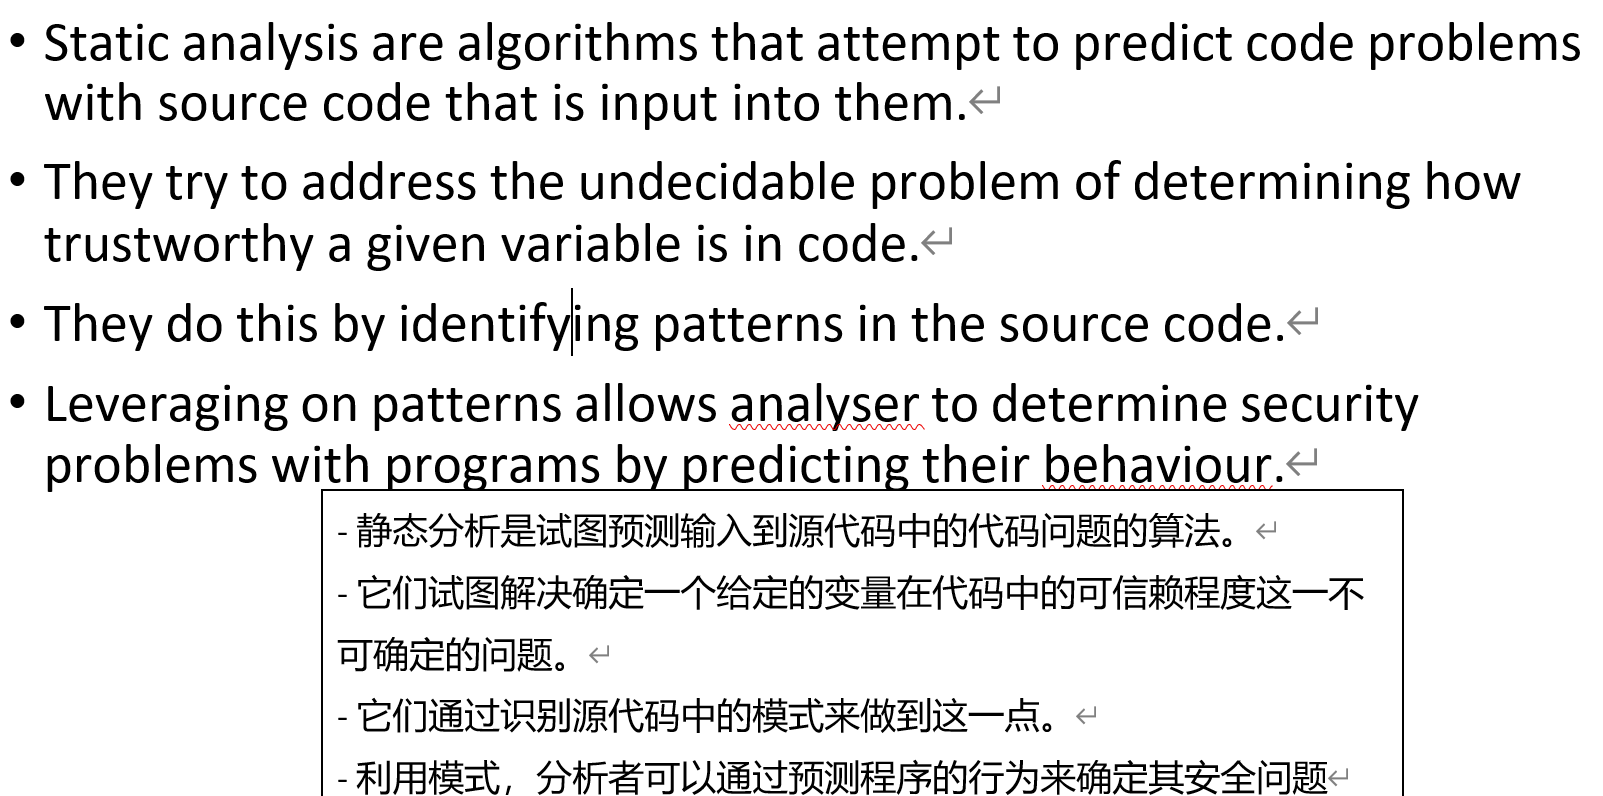 • Static analysis are algorithms that attempt to predict code problems
with source code that is input into them.↵
• They try to address the undecidable problem of determining how
trustworthy a given variable is in code.↵
• They do this by identifying patterns in the source code.↵
• Leveraging on patterns allows analyser to determine security
problems with programs by predicting their behaviour.↵
- 静态分析是试图预测输入到源代码中的代码问题的算法。↵
- 它们试图解决确定一个给定的变量在代码中的可信赖程度这一不
可确定的问题。↵
- 它们通过识别源代码中的模式来做到这一点。↵
- 利用模式，分析者可以通过预测程序的行为来确定其安全问题↵